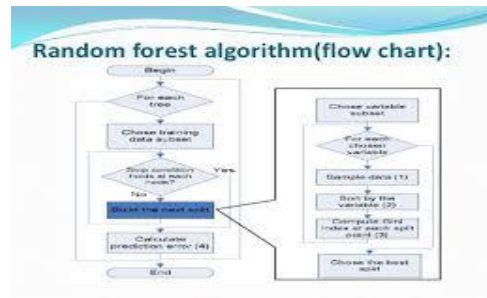 Random forest algorithm(flow chart):
Begin
For each
tree
Chose training
data subset
Stop condition
holds at each
node?
Yes
No
Build the next split
Calculate
prediction error (4)
End
Chose variable
subset
For each
chosen
variable
Sample data (1)
Sort by the
variable (2)
Compute Gini
index at each split
point (3)
Chose the best
split